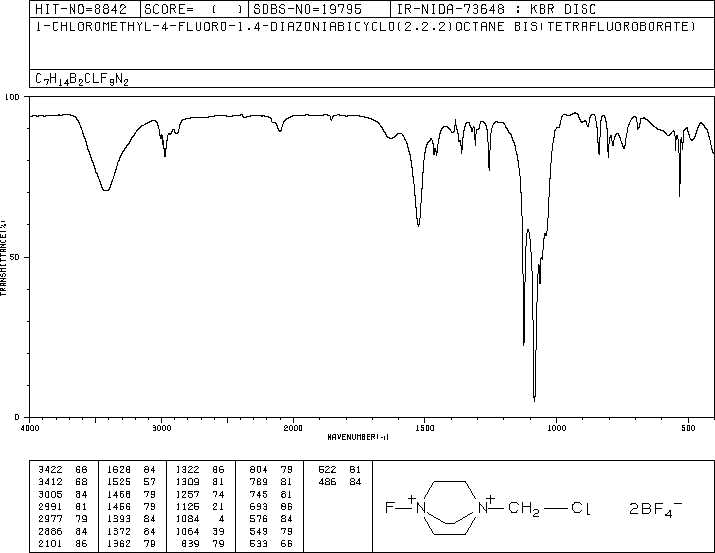 HIT-NO=8842 SCORE= ( ) SDBS-NO=19795 IR-NIDA-73648 : KBR DISC
1-CHLOROMETHYL-4-FLUORO-1.4-DIAZONIABICYCLO(2.2.2)OCTANE BIS(TETRAFLUOROBORATE)
C7H14B2CLF9N2
100
50
0
TRANSMITTANCE(%)
4000 3000 2000 1500 1000 500
WAVENUMBER(-1)
3422 68 1628 84 1322 86 804 79 522 81
3412 68 1525 57 1309 81 789 81 486 84
3005 84 1468 79 1257 74 745 81
2991 81 1456 79 1125 21 693 86
2977 79 1393 84 1084 4 576 84
2886 84 1372 84 1064 39 549 79
2101 86 1362 79 839 79 533 66
F—N+ N+—CH2—Cl 2BF4−